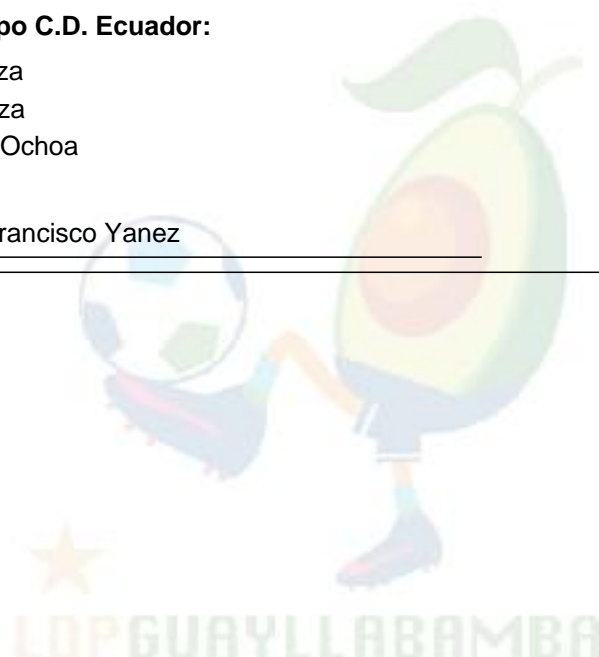 po C.D. Ecuador:
za
za
Ochoa
rancisco Yanez
LDPGUAYLLABAMBA